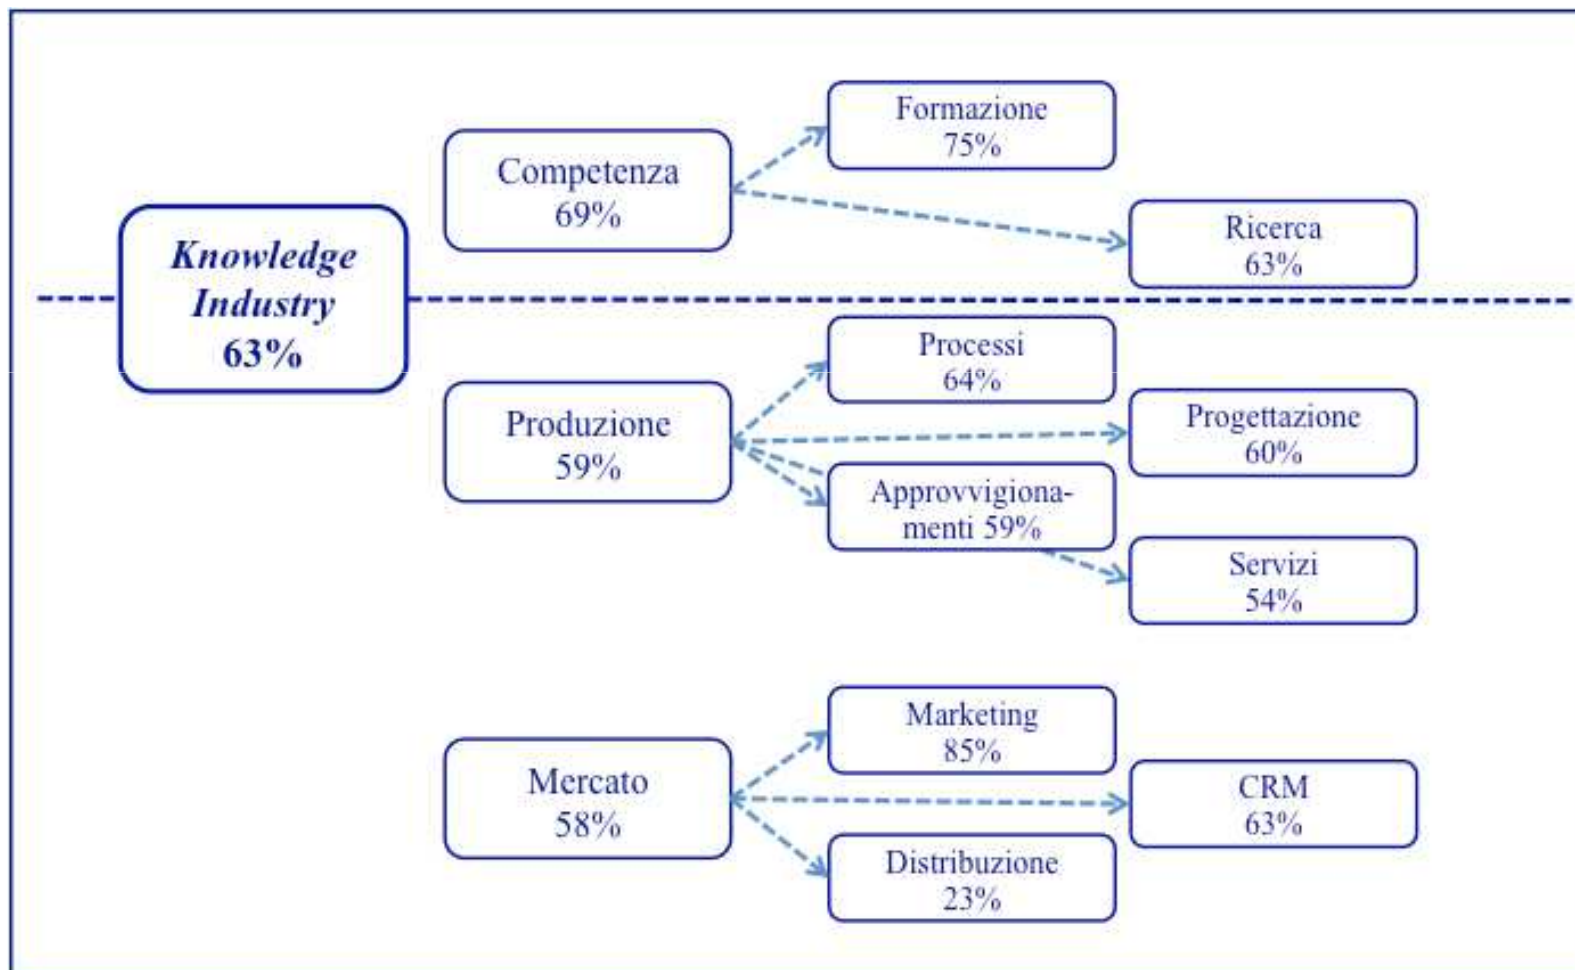 Formazione
75%
Competenza
69%
Ricerca
63%
Knowledge
Industry
63%
Processi
64%
Produzione
59%
Progettazione
60%
Approvvigiona-
menti 59%
Servizi
54%
Marketing
85%
Mercato
58%
CRM
63%
Distribuzione
23%